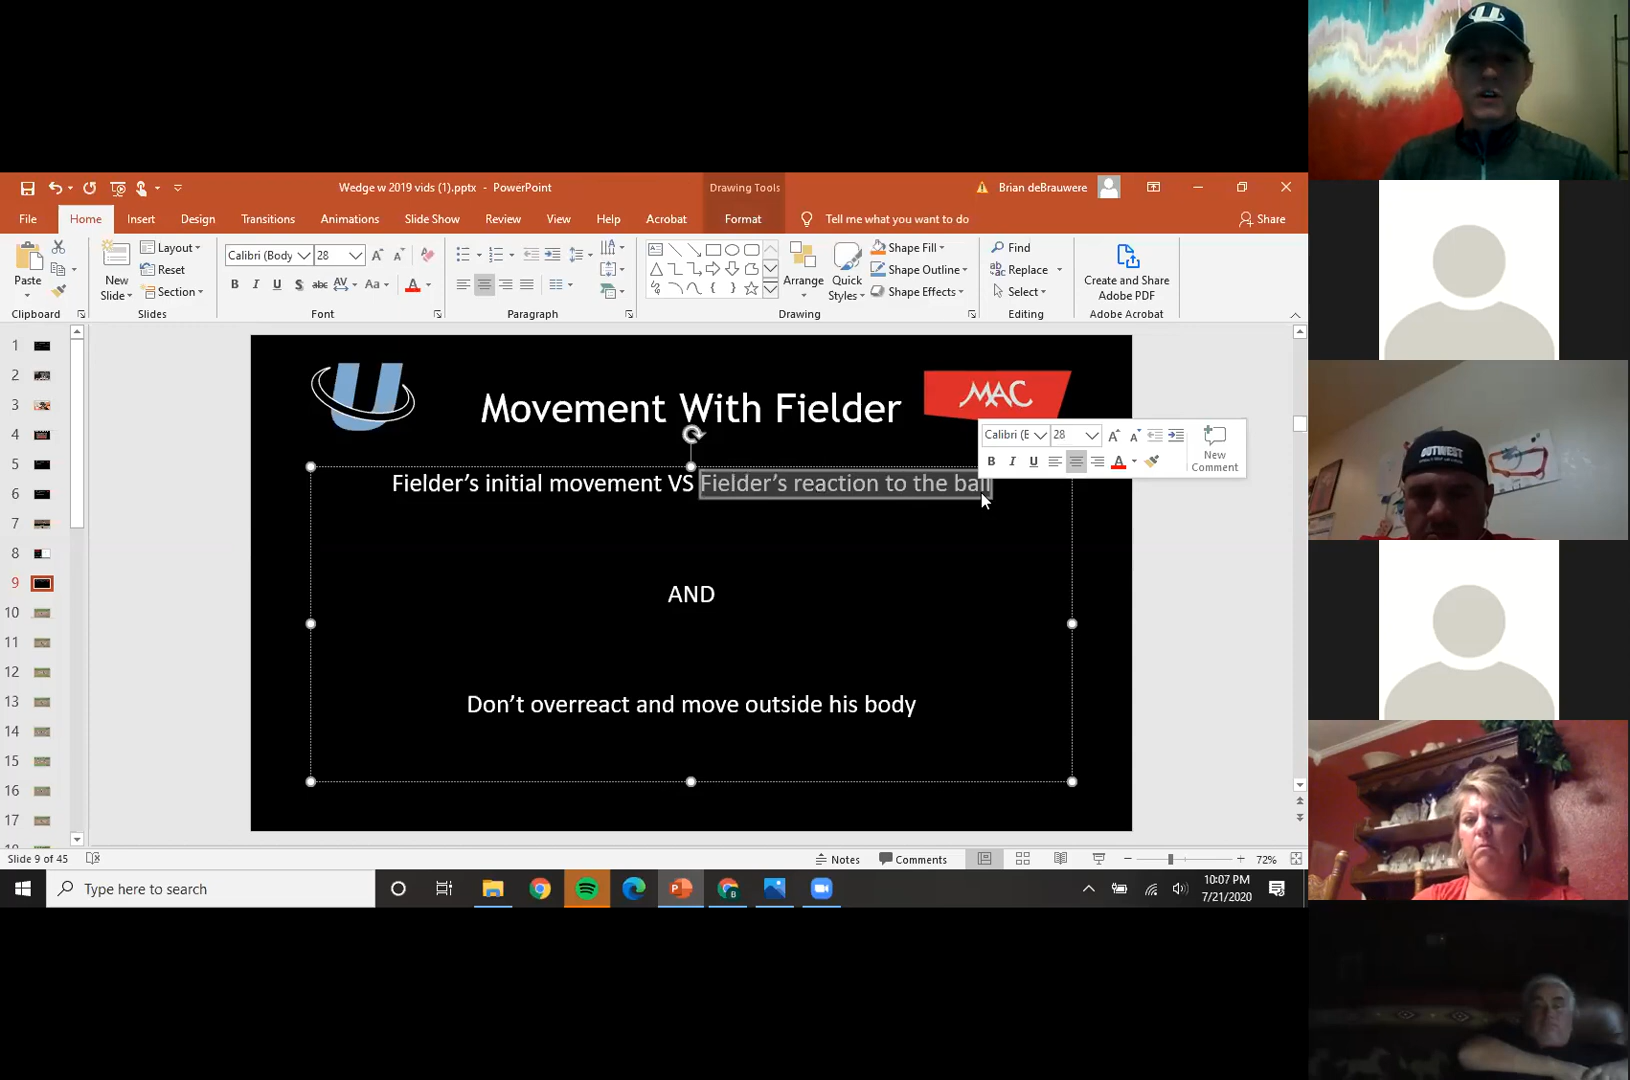 Wedge w 2019 vids (1).pptx - PowerPoint
Drawing Tools
Brian deBrauwere
File Home Insert Design Transitions Animations Slide Show Review View Help Acrobat Format Tell me what you want to do Share
Paste
Clipboard
New
Slide
Layout
Reset
Section
Slides
Calibri (Body 28
B I U S abc AV Aa A
Font
Paragraph
Arrange
Quick
Styles
Shape Fill
Shape Outline
Shape Effects
Drawing
Find
Replace
Select
Editing
Create and Share
Adobe PDF
Adobe Acrobat
1
2
3
4
5
6
7
8
9
10
11
12
13
14
15
16
17
U
Movement With Fielder
MAC
Calibri (E 28
B I U A
New
Comment
Fielder's initial movement VS Fielder's reaction to the ball
AND
Don't overreact and move outside his body
Slide 9 of 45
Notes Comments 72%
Type here to search
10:07 PM
7/21/2020
U
OUTWEST